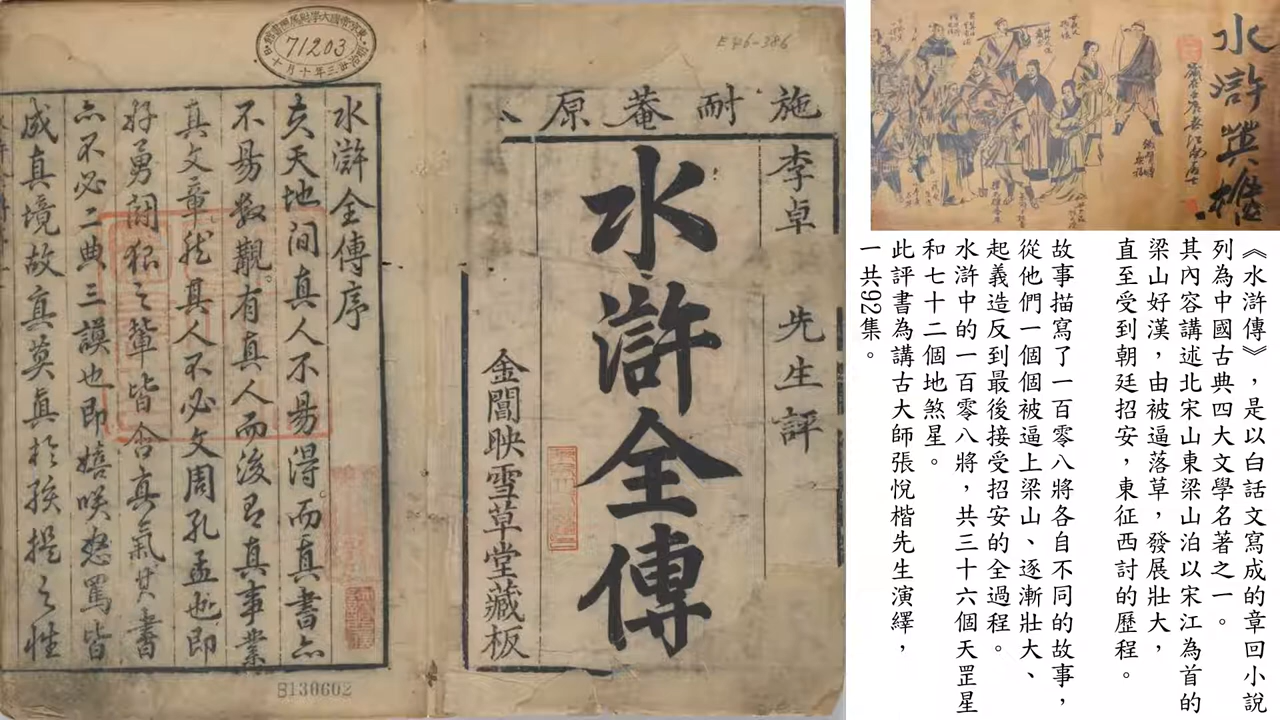 水滸英雄
《水滸傳》，是以白話文寫成的章回小說
列為中國古典四大文學名著之一。
其內容講述北宋山東梁山泊以宋江為首的
梁山好漢，由被逼落草，發展壯大，
直至受到朝廷招安，東征西討的歷程。
故事描寫了一百零八將各自不同的故事，
從他們一個個被逼上梁山、逐漸壯大、
起義造反到最後接受招安的全過程。
水滸中的一百零八將，共三十六個天罡星
和七十二個地煞星。
此評書為講古大師張悅楷先生演繹，
一共92集。
E46-386
施耐菴原
李卓 先生評
水滸全傳
金閶映雪草堂藏板
71203
水滸全傳序
天地間真人不易得。而真書亦
不易數觀。有真人而後有真事業
真文章。然其人不必文周孔孟也即
好勇鬪狠之輩皆含真氣其書
亦不必二典三謨也即嬉咲怒罵皆
成真境故真莫真於孩提之性
8130602